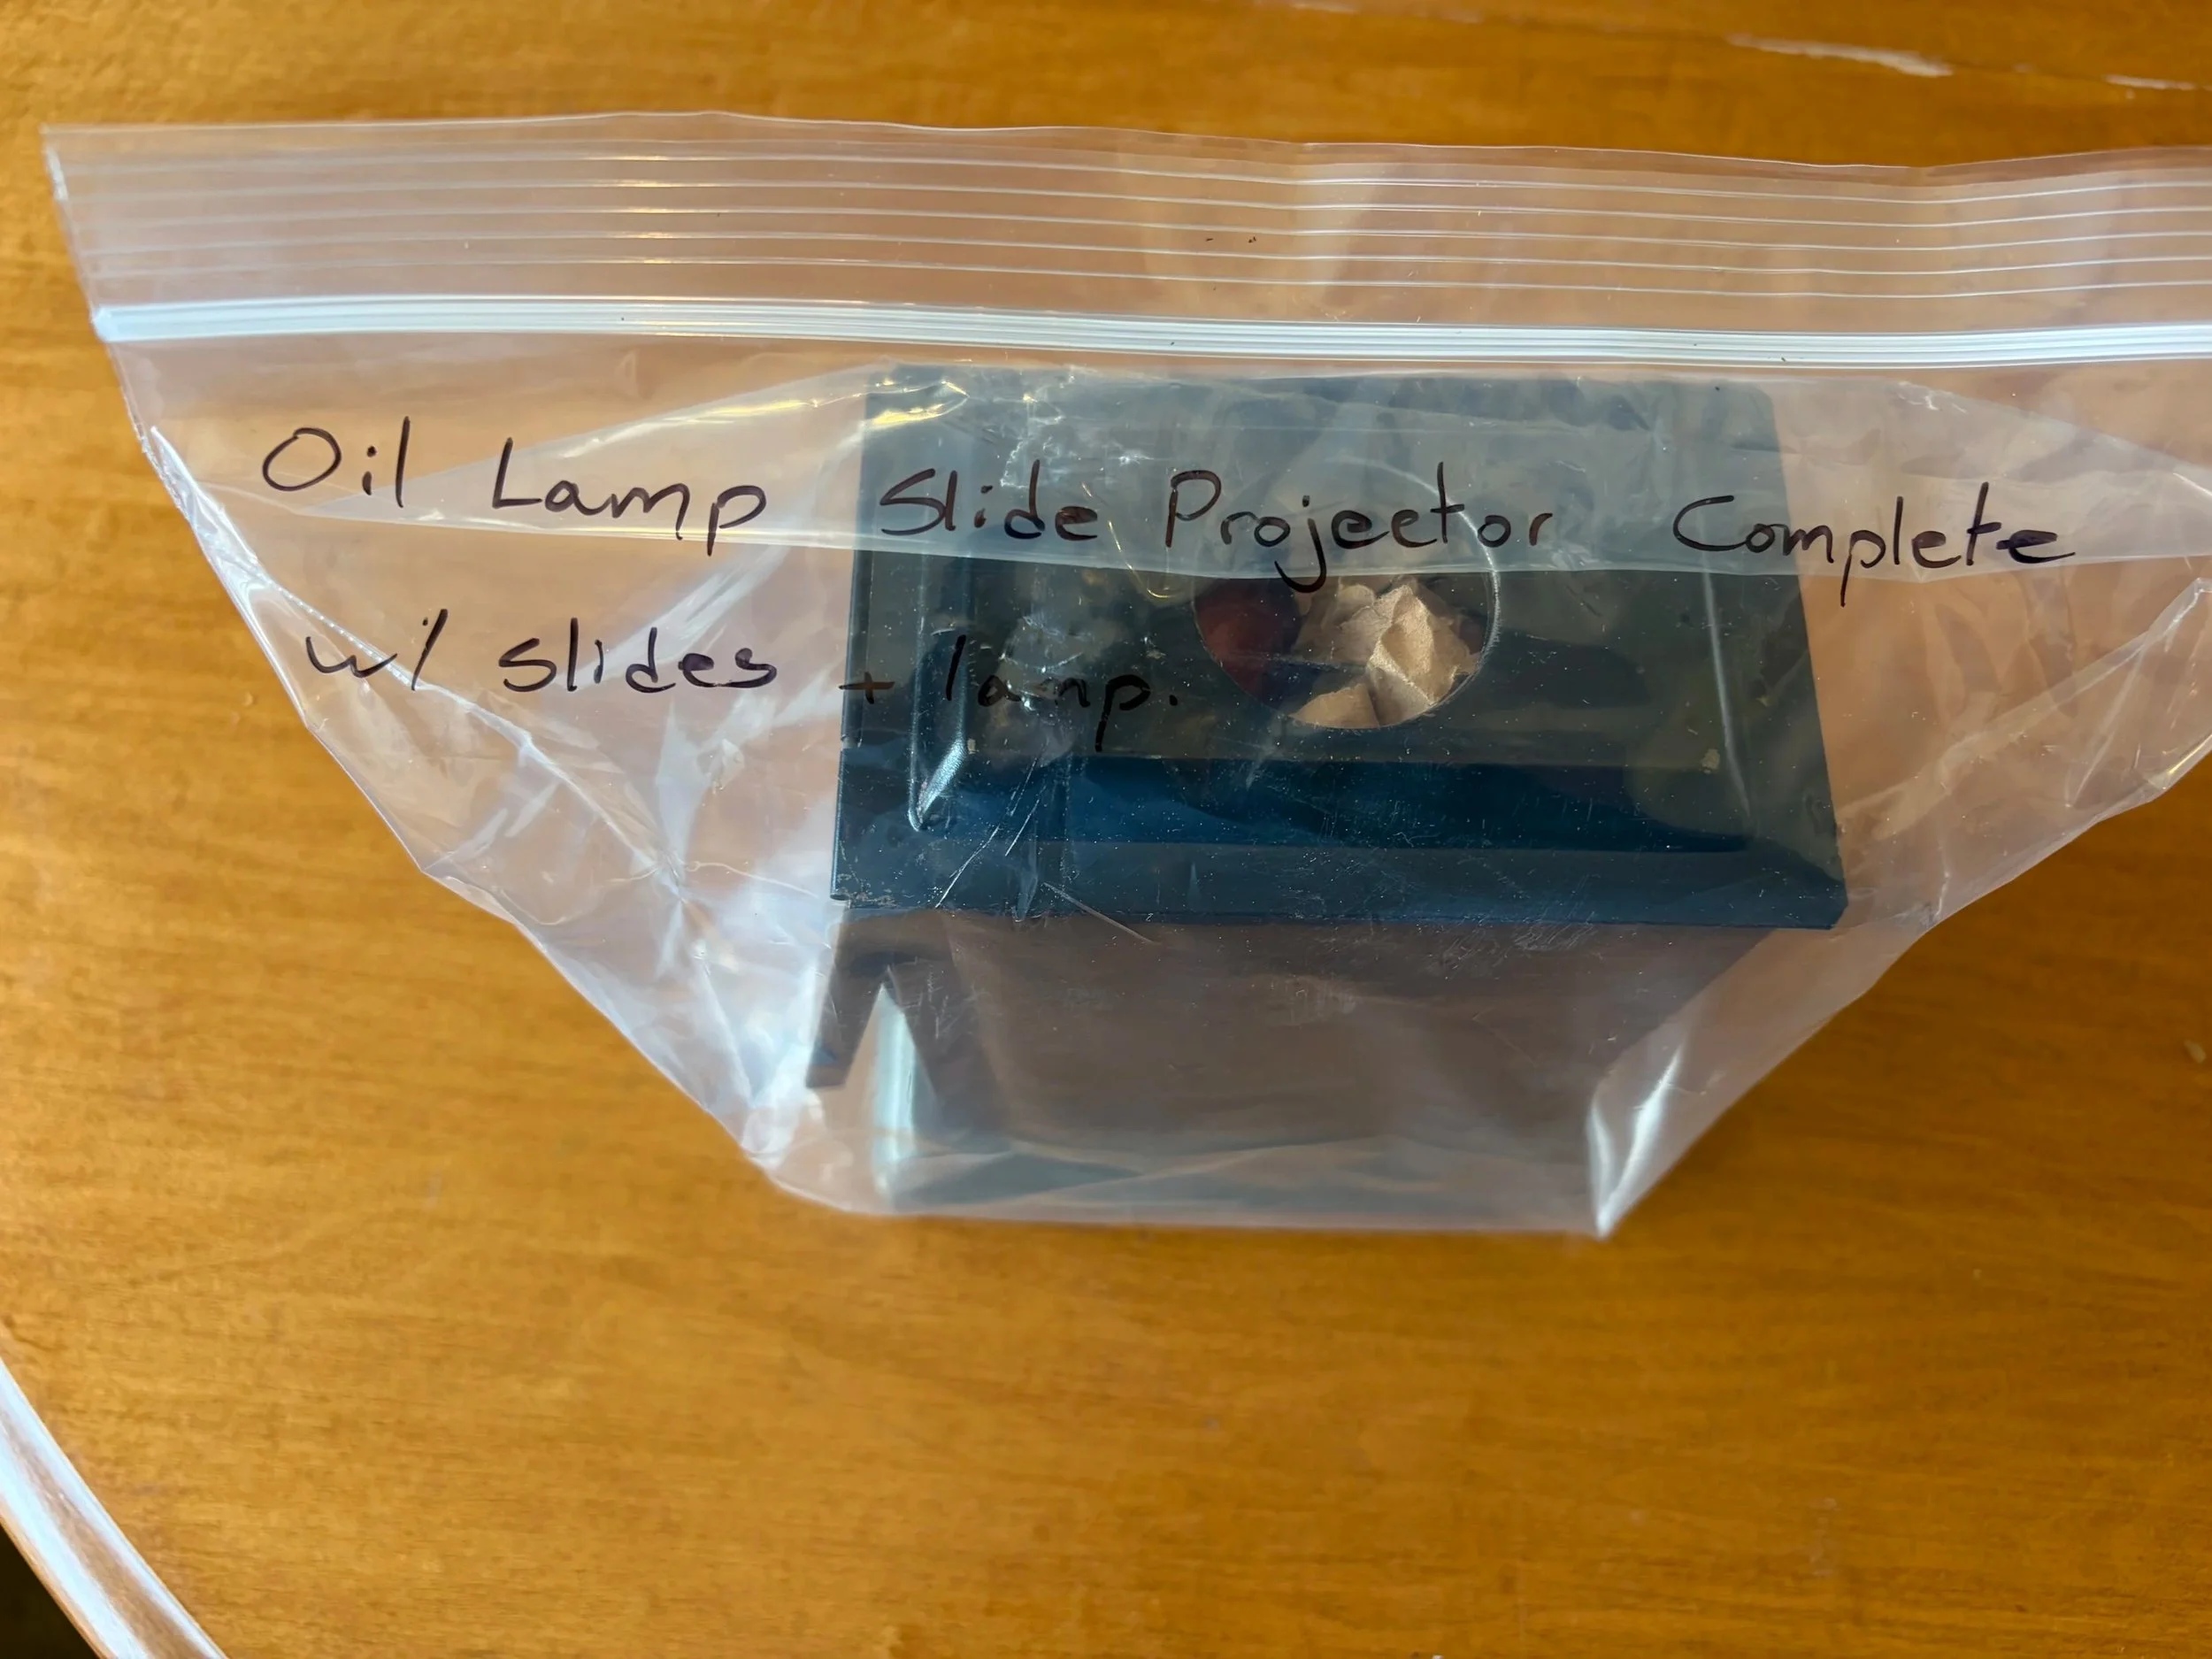 Oil Lamp Slide Projector Complete
w/ slides + lamp.